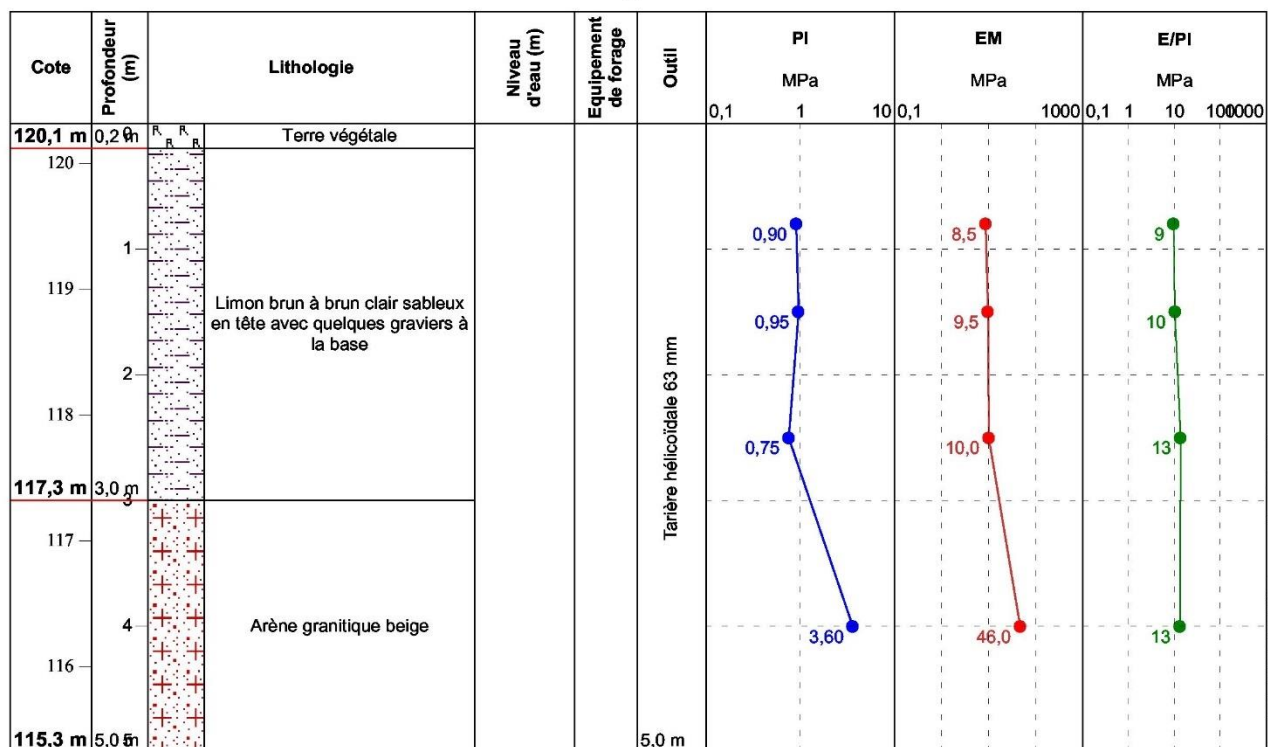 Cote
Profondeur
(m)
Lithologie
Niveau
d'eau (m)
Equipement
de forage
Outil
PI
MPa
0,1 1 10
EM
MPa
0,1 1000
E/PI
MPa
0,1 1 10 100 1000
120,1 m 0,2 m 0 Terre végétale
R R R R
120
1
119
2
118
Limon brun à brun clair sableux
en tête avec quelques graviers à
la base
117,3 m 3,0 m 3
117
4
116
Arène granitique beige
115,3 m 5,0 m 5
Tarière hélicoïdale 63 mm
5.0 m
0,90 8,5 9
0,95 9,5 10
0,75 10,0 13
3,60 46,0 13